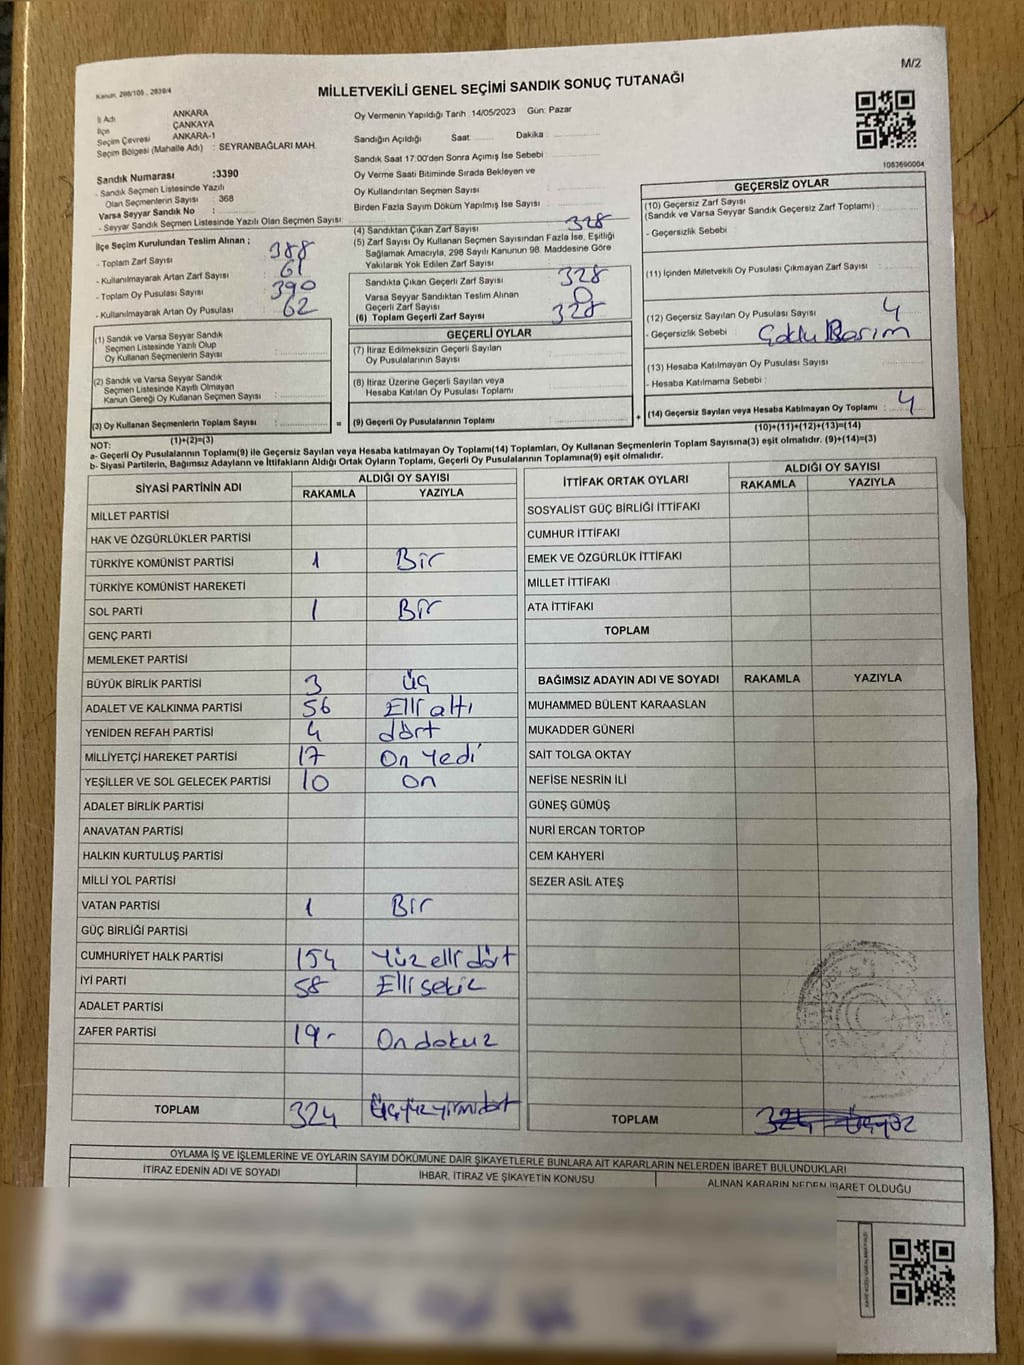 M/2
Kanun, 298/105 , 2839/4
MİLLETVEKİLİ GENEL SEÇİMİ SANDIK SONUÇ TUTANAĞI
İl Adı ANKARA
İlçe ÇANKAYA
Seçim Çevresi ANKARA-1
Seçim Bölgesi (Mahalle Adı) : SEYRANBAĞLARI MAH.
Sandık Numarası :3390
- Sandık Seçmen Listesinde Yazılı
Olan Seçmenlerin Sayısı : 368
Varsa Seyyar Sandık No :
- Seyyar Sandık Seçmen Listesinde Yazılı Olan Seçmen Sayısı :
İlçe Seçim Kurulundan Teslim Alınan ;
- Toplam Zarf Sayısı : 388
- Kullanılmayarak Artan Zarf Sayısı : 61
- Toplam Oy Pusulası Sayısı : 390
- Kullanılmayarak Artan Oy Pusulası : 62
(1) Sandık ve Varsa Seyyar Sandık
Seçmen Listesinde Yazılı Olup
Oy Kullanan Seçmenlerin Sayısı :
(2) Sandık ve Varsa Seyyar Sandık
Seçmen Listesinde Kayıtlı Olmayan
Kanun Gereği Oy Kullanan Seçmen Sayısı :
(3) Oy Kullanan Seçmenlerin Toplam Sayısı :
(1)+(2)=(3)
Oy Vermenin Yapıldığı Tarih :14/05/2023 Gün: Pazar
Sandığın Açıldığı Saat Dakika :
Sandık Saat 17:00'den Sonra Açımış İse Sebebi :
Oy Verme Saati Bitiminde Sırada Bekleyen ve
Oy Kullandırılan Seçmen Sayısı :
Birden Fazla Sayım Döküm Yapılmış İse Sayısı :
(4) Sandıktan Çıkan Zarf Sayısı : 328
(5) Zarf Sayısı Oy Kullanan Seçmen Sayısından Fazla İse, Eşitliği
Sağlamak Amacıyla, 298 Sayılı Kanunun 98. Maddesine Göre
Yakılarak Yok Edilen Zarf Sayısı :
Sandıkta Çıkan Geçerli Zarf Sayısı : 328
Varsa Seyyar Sandıktan Teslim Alınan
Geçerli Zarf Sayısı : 0
(6) Toplam Geçerli Zarf Sayısı : 328
GEÇERLİ OYLAR
(7) İtiraz Edilmeksizin Geçerli Sayılan
Oy Pusulalarının Sayısı :
(8) İtiraz Üzerine Geçerli Sayılan veya
Hesaba Katılan Oy Pusulası Toplamı :
= (9) Geçerli Oy Pusulalarının Toplamı :
1083690004
GEÇERSİZ OYLAR
(10) Geçersiz Zarf Sayısı
(Sandık ve Varsa Seyyar Sandık Geçersiz Zarf Toplamı) :
- Geçersizlik Sebebi :
(11) İçinden Milletvekili Oy Pusulası Çıkmayan Zarf Sayısı :
(12) Geçersiz Sayılan Oy Pusulası Sayısı : 4
- Geçersizlik Sebebi : Çoklu Basım
(13) Hesaba Katılmayan Oy Pusulası Sayısı :
- Hesaba Katılmama Sebebi :
+ (14) Geçersiz Sayılan veya Hesaba Katılmayan Oy Toplamı : 4
(10)+(11)+(12)+(13)=(14)
NOT:
a- Geçerli Oy Pusulalarının Toplamı(9) ile Geçersiz Sayılan veya Hesaba katılmayan Oy Toplamı(14) Toplamları, Oy Kullanan Seçmenlerin Toplam Sayısına(3) eşit olmalıdır. (9)+(14)=(3)
b- Siyasi Partilerin, Bağımsız Adayların ve İttifakların Aldığı Ortak Oyların Toplamı, Geçerli Oy Pusulalarının Toplamına(9) eşit olmalıdır.
SİYASİ PARTİNİN ADI ALDIĞI OY SAYISI
RAKAMLA YAZIYLA
MİLLET PARTİSİ
HAK VE ÖZGÜRLÜKLER PARTİSİ
TÜRKİYE KOMÜNİST PARTİSİ 1 Bir
TÜRKİYE KOMÜNİST HAREKETİ
SOL PARTİ 1 Bir
GENÇ PARTİ
MEMLEKET PARTİSİ
BÜYÜK BİRLİK PARTİSİ 3 üç
ADALET VE KALKINMA PARTİSİ 56 Elli altı
YENİDEN REFAH PARTİSİ 4 dört
MİLLİYETÇİ HAREKET PARTİSİ 17 On Yedi
YEŞİLLER VE SOL GELECEK PARTİSİ 10 on
ADALET BİRLİK PARTİSİ
ANAVATAN PARTİSİ
HALKIN KURTULUŞ PARTİSİ
MİLLİ YOL PARTİSİ
VATAN PARTİSİ 1 Bir
GÜÇ BİRLİĞİ PARTİSİ
CUMHURİYET HALK PARTİSİ 154 Yüz elli dört
İYİ PARTİ 58 Elli sekiz
ADALET PARTİSİ
ZAFER PARTİSİ 19- On dokuz
TOPLAM 324 Üçyüz yirmi dört
İTTİFAK ORTAK OYLARI ALDIĞI OY SAYISI
RAKAMLA YAZIYLA
SOSYALİST GÜÇ BİRLİĞİ İTTİFAKI
CUMHUR İTTİFAKI
EMEK VE ÖZGÜRLÜK İTTİFAKI
MİLLET İTTİFAKI
ATA İTTİFAKI
TOPLAM
BAĞIMSIZ ADAYIN ADI VE SOYADI RAKAMLA YAZIYLA
MUHAMMED BÜLENT KARAASLAN
MUKADDER GÜNERİ
SAİT TOLGA OKTAY
NEFİSE NESRİN İLİ
GÜNEŞ GÜMÜŞ
NURİ ERCAN TORTOP
CEM KAHYERİ
SEZER ASİL ATEŞ
TOPLAM 324 Üçyüz
OYLAMA İŞ VE İŞLEMLERİNE VE OYLARIN SAYIM DÖKÜMÜNE DAİR ŞİKAYETLERLE BUNLARA AİT KARARLARIN NELERDEN İBARET BULUNDUKLARI
İTİRAZ EDENİN ADI VE SOYADI İHBAR, İTİRAZ VE ŞİKAYETİN KONUSU ALINAN KARARIN NEDEN İBARET OLDUĞU